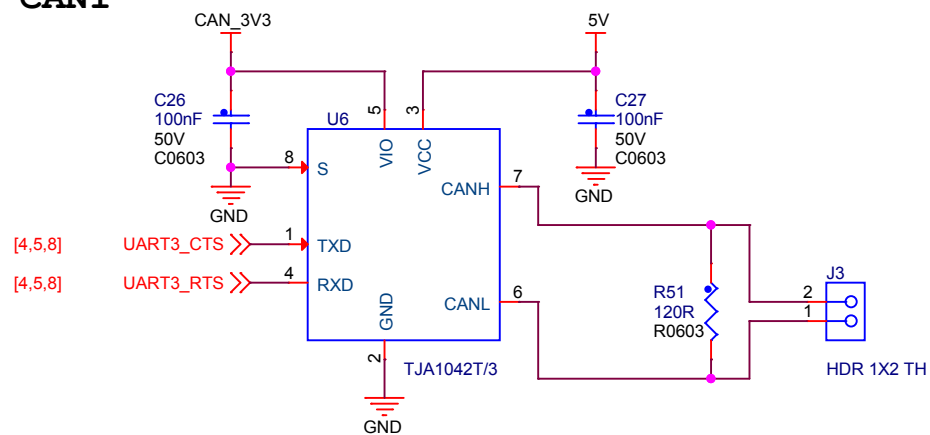 CAN1
CAN_3V3
5V
C26
100nF
50V
C0603
C27
100nF
50V
C0603
U6
5
3
VIO
VCC
8
S
GND
GND
7
CANH
[4,5,8]
UART3_CTS
1
TXD
[4,5,8]
UART3_RTS
4
RXD
6
CANL
GND
2
TJA1042T/3
GND
R51
120R
R0603
J3
2
1
HDR 1X2 TH